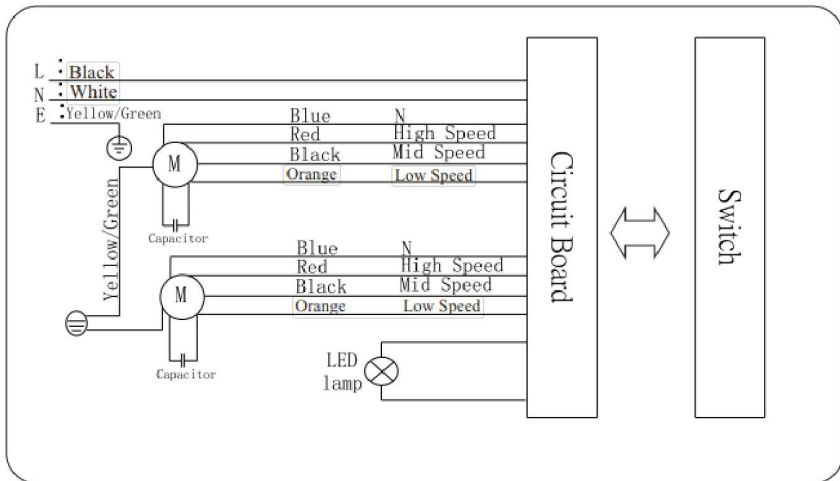 L : Black
N : White
E : Yellow/Green
Blue N
Red High Speed
M
Black Mid Speed
Orange Low Speed
Capacitor
Yellow/Green
Blue N
Red High Speed
M
Black Mid Speed
Orange Low Speed
Capacitor
LED
lamp
Circuit Board
Switch